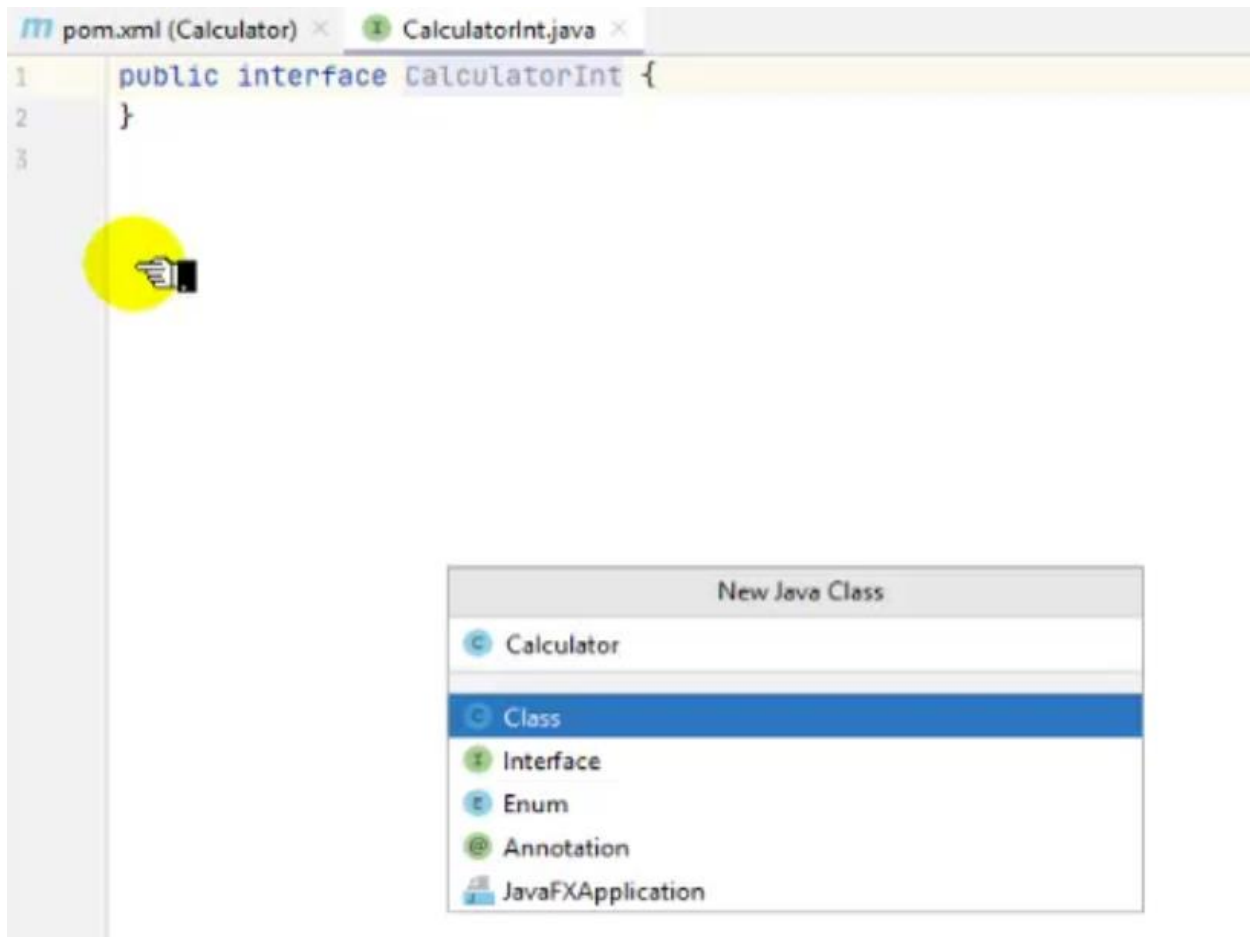 m pom.xml (Calculator) × I CalculatorInt.java ×
1 public interface CalculatorInt {
2 }
3
New Java Class
C Calculator
C Class
I Interface
E Enum
@ Annotation
JavaFXApplication